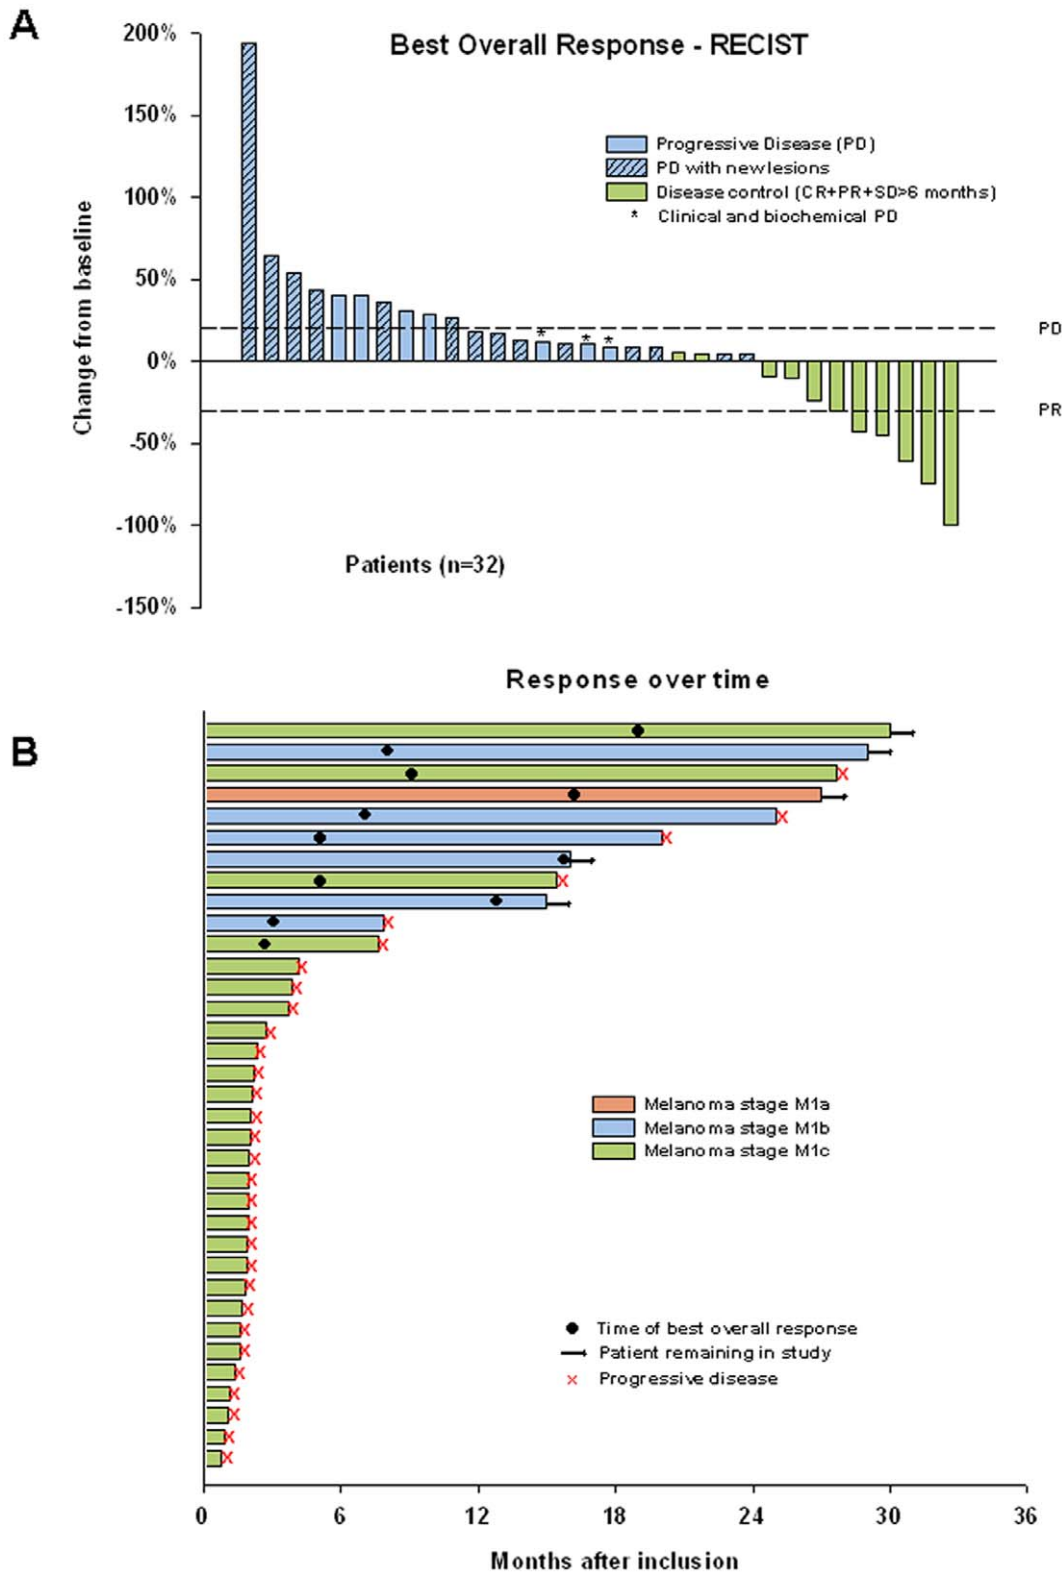 A
Best Overall Response - RECIST
200%
150%
100%
50%
0%
-50%
-100%
-150%
Change from baseline
Progressive Disease (PD)
PD with new lesions
Disease control (CR+PR+SD>6 months)
* Clinical and biochemical PD
* * *
PD
PR
Patients (n=32)
B
Response over time
Melanoma stage M1a
Melanoma stage M1b
Melanoma stage M1c
Time of best overall response
Patient remaining in study
Progressive disease
0 6 12 18 24 30 36
Months after inclusion